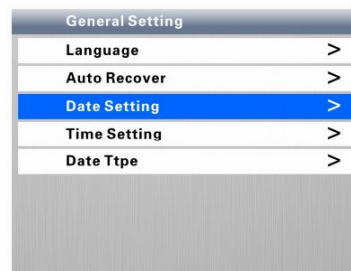 General Setting
Language >
Auto Recover >
Date Setting >
Time Setting >
Date Ttpe >